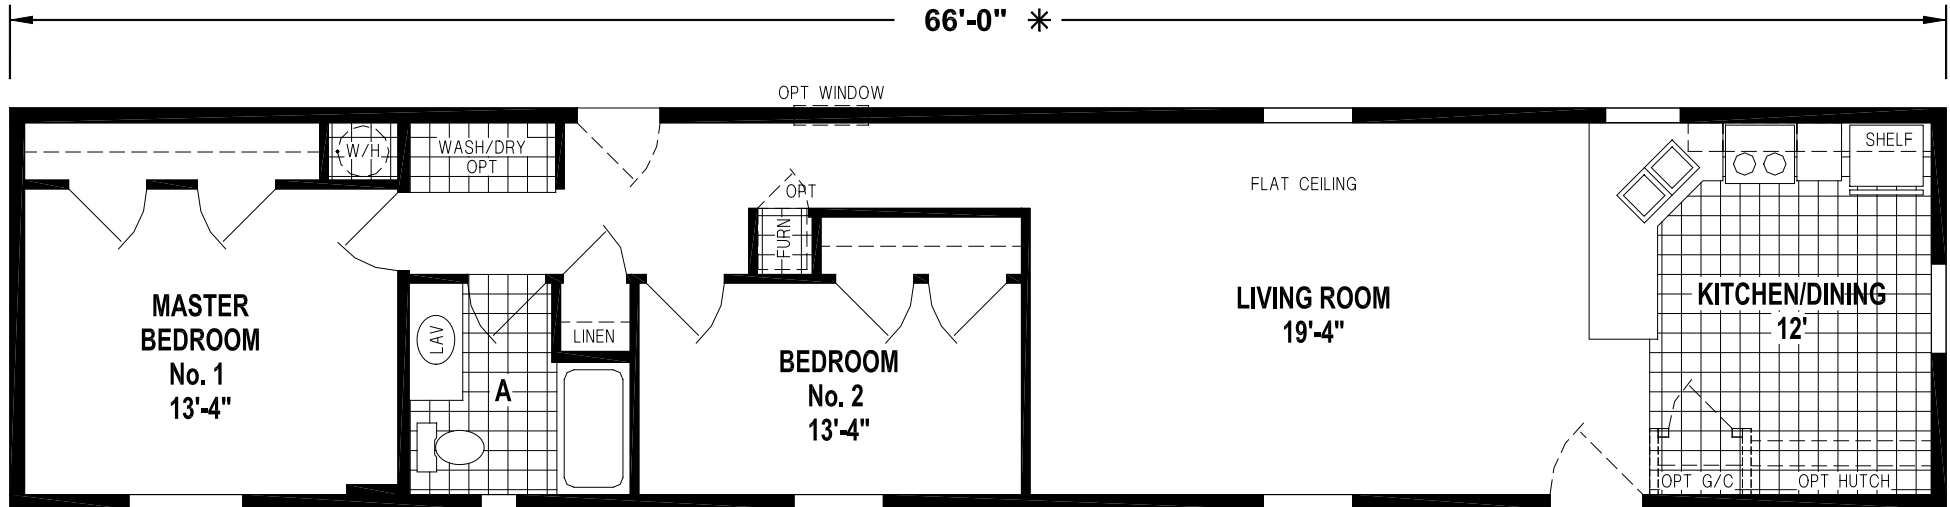 66'-0" ✳
OPT WINDOW
W/H
WASH/DRY
OPT
SHELF
OPT
FLAT CEILING
FURN
MASTER
BEDROOM
No. 1
13'-4"
LAV
LINEN
A
BEDROOM
No. 2
13'-4"
LIVING ROOM
19'-4"
KITCHEN/DINING
12'
OPT G/C
OPT HUTCH